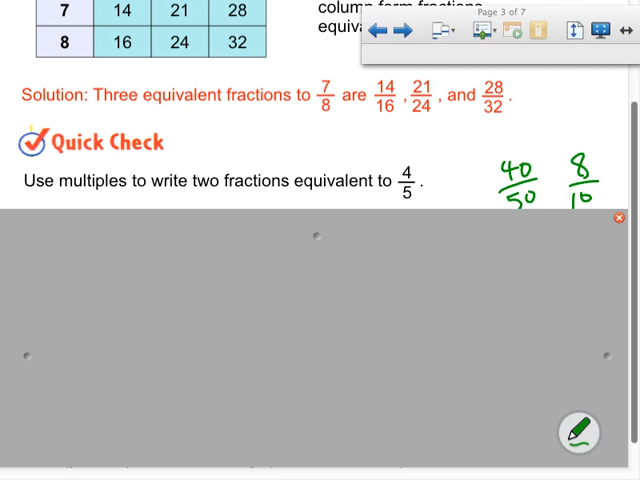 7 14 21 28
8 16 24 32
column form fractions
equiva
Page 3 of 7
Solution: Three equivalent fractions to 7/8 are 14/16, 21/24, and 28/32.
Quick Check
Use multiples to write two fractions equivalent to 4/5.
40/50 8/10